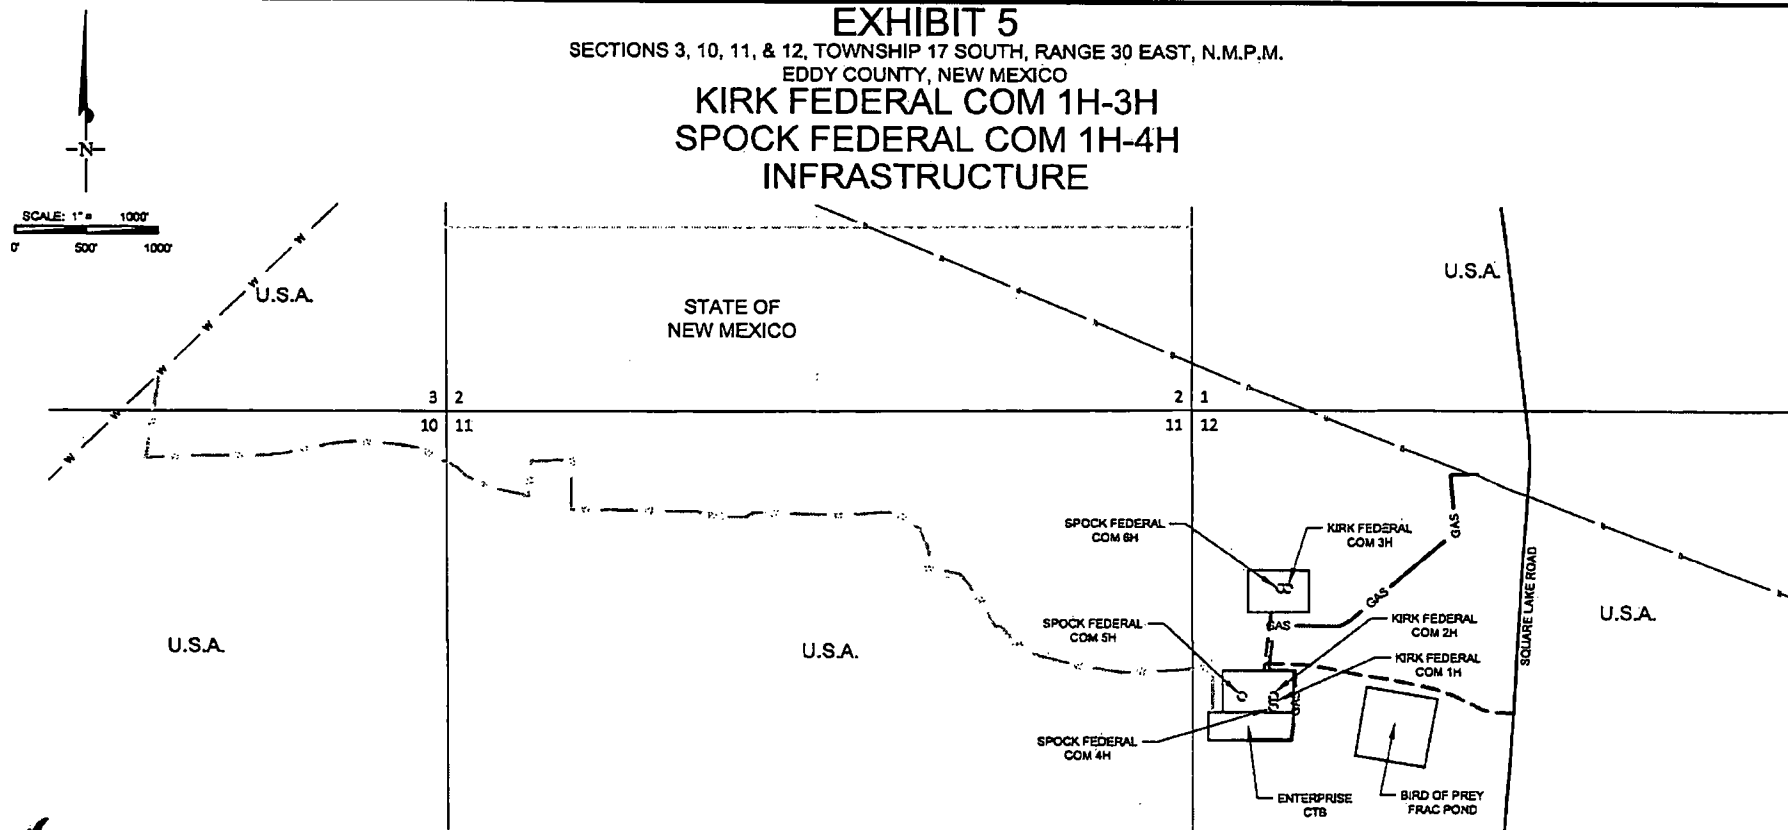 EXHIBIT 5
SECTIONS 3, 10, 11, & 12, TOWNSHIP 17 SOUTH, RANGE 30 EAST, N.M.P.M.
EDDY COUNTY, NEW MEXICO
KIRK FEDERAL COM 1H-3H
SPOCK FEDERAL COM 1H-4H
INFRASTRUCTURE
N
SCALE: 1" = 1000'
0' 500' 1000'
W
W
U.S.A.
U.S.A.
STATE OF
NEW MEXICO
W
W
W
W
3 2
10 11
2 1
11 12
SPOCK FEDERAL
COM 6H
KIRK FEDERAL
COM 3H
GAS
GAS
GAS
SQUARE LAKE ROAD
U.S.A.
U.S.A.
U.S.A.
SPOCK FEDERAL
COM 5H
KIRK FEDERAL
COM 2H
KIRK FEDERAL
COM 1H
GAS
SPOCK FEDERAL
COM 4H
ENTERPRISE
CTB
BIRD OF PREY
FRAC POND